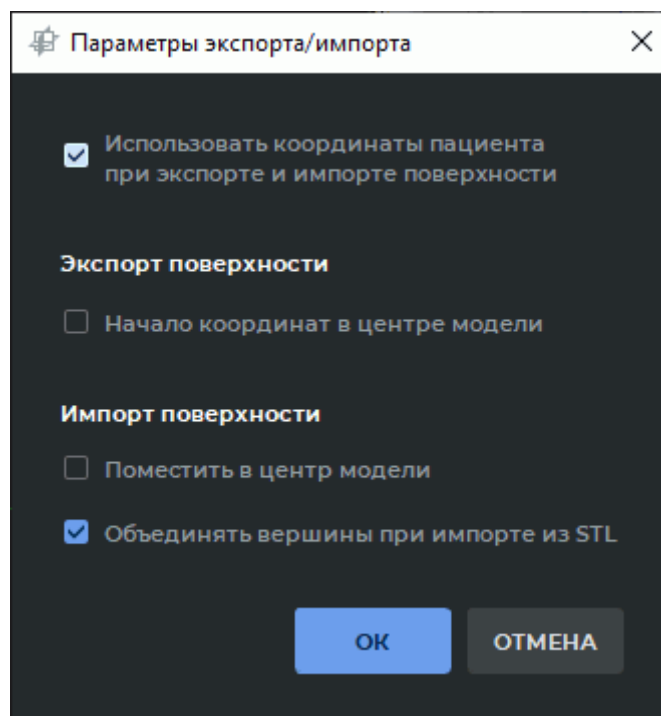 Параметры экспорта/импорта
Использовать координаты пациента
при экспорте и импорте поверхности
Экспорт поверхности
Начало координат в центре модели
Импорт поверхности
Поместить в центр модели
Объединять вершины при импорте из STL
ОК
ОТМЕНА